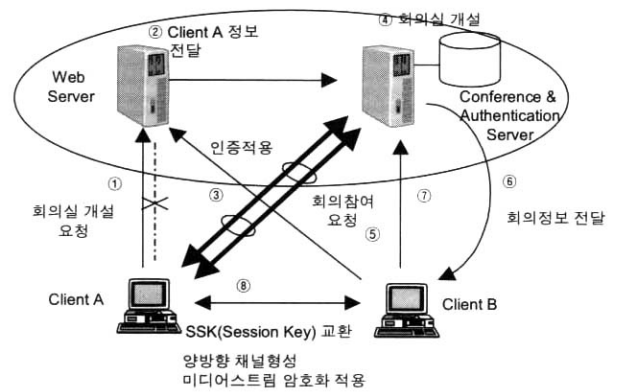 ② Client A 정보
전달
④ 회의실 개설
Web
Server
Conference &
Authentication
Server
인증적용
①
③
회의참여
요청
⑦
⑥
회의실 개설
요청
⑤
회의정보 전달
Client A
⑧
Client B
SSK(Session Key) 교환
양방향 채널형성
미디어스트림 암호화 적용